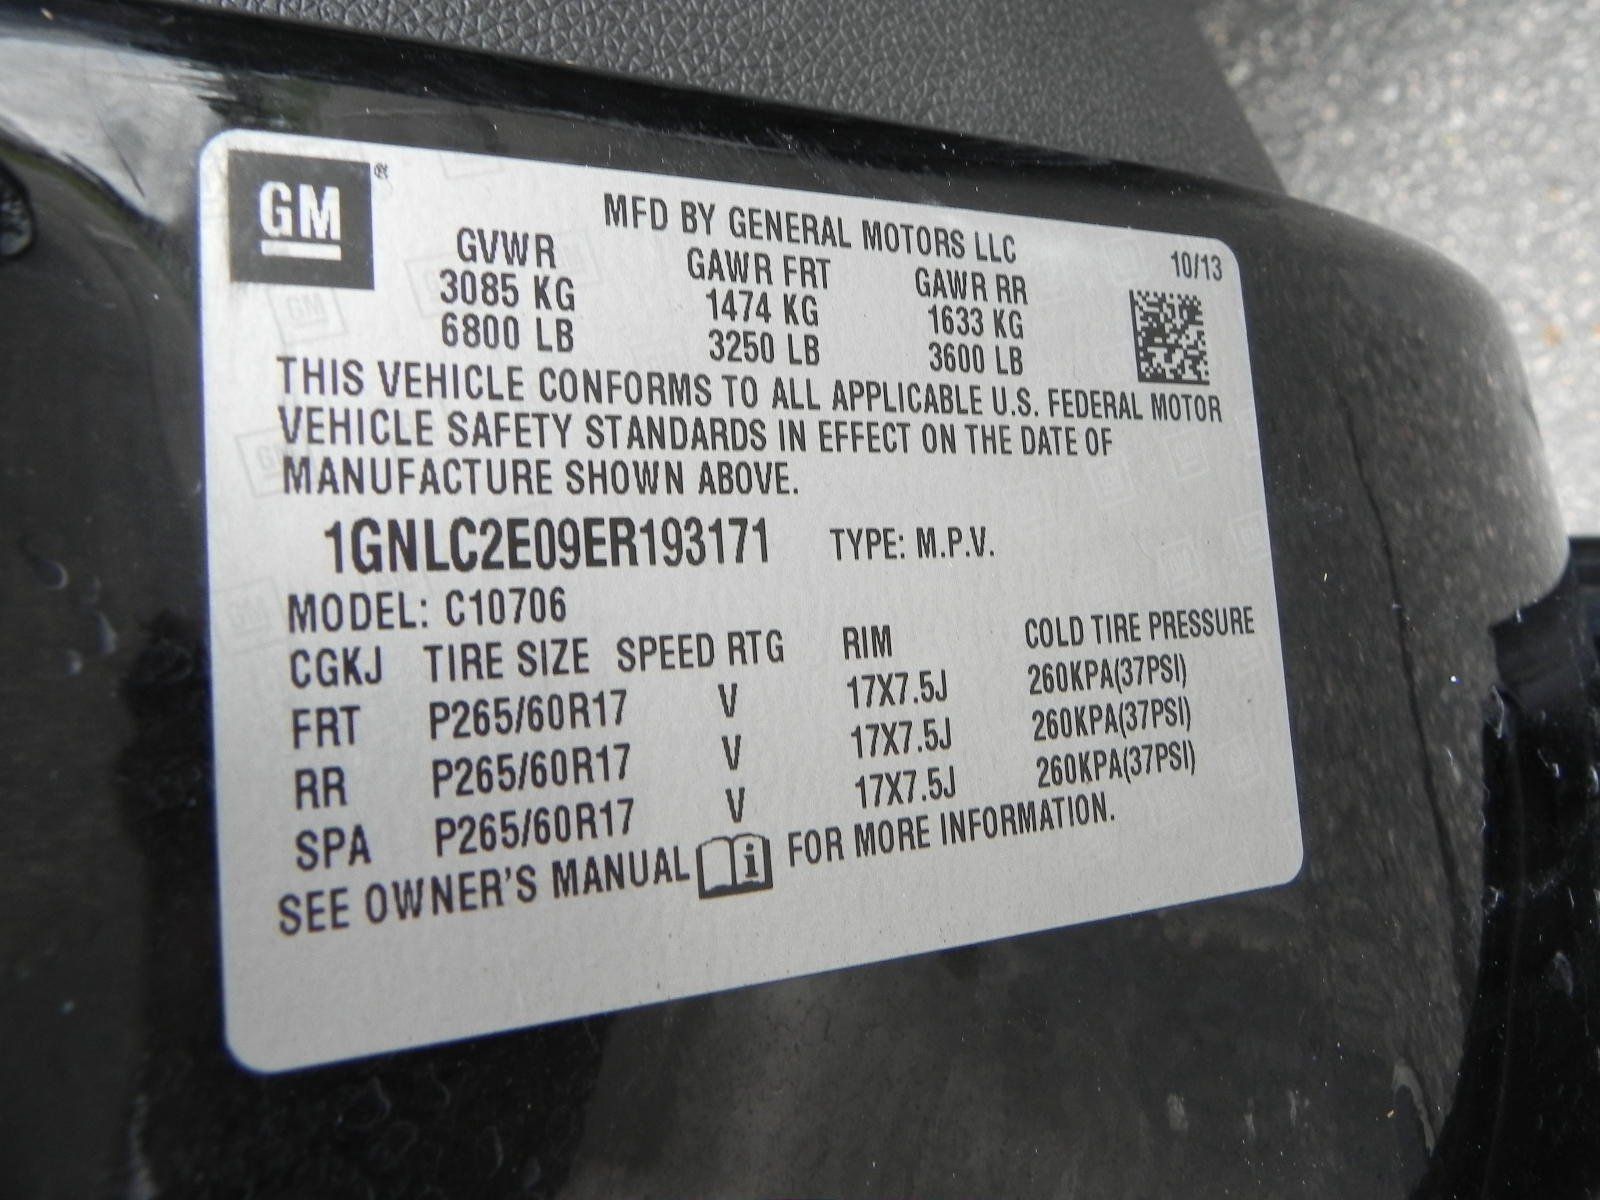 GM®
MFD BY GENERAL MOTORS LLC
10/13
GVWR GAWR FRT GAWR RR
3085 KG 1474 KG 1633 KG
6800 LB 3250 LB 3600 LB
THIS VEHICLE CONFORMS TO ALL APPLICABLE U.S. FEDERAL MOTOR
VEHICLE SAFETY STANDARDS IN EFFECT ON THE DATE OF
MANUFACTURE SHOWN ABOVE.
1GNLC2E09ER193171 TYPE: M.P.V.
MODEL: C10706
CGKJ TIRE SIZE SPEED RTG RIM COLD TIRE PRESSURE
FRT P265/60R17 V 17X7.5J 260KPA(37PSI)
RR P265/60R17 V 17X7.5J 260KPA(37PSI)
SPA P265/60R17 V 17X7.5J 260KPA(37PSI)
SEE OWNER'S MANUAL i FOR MORE INFORMATION.